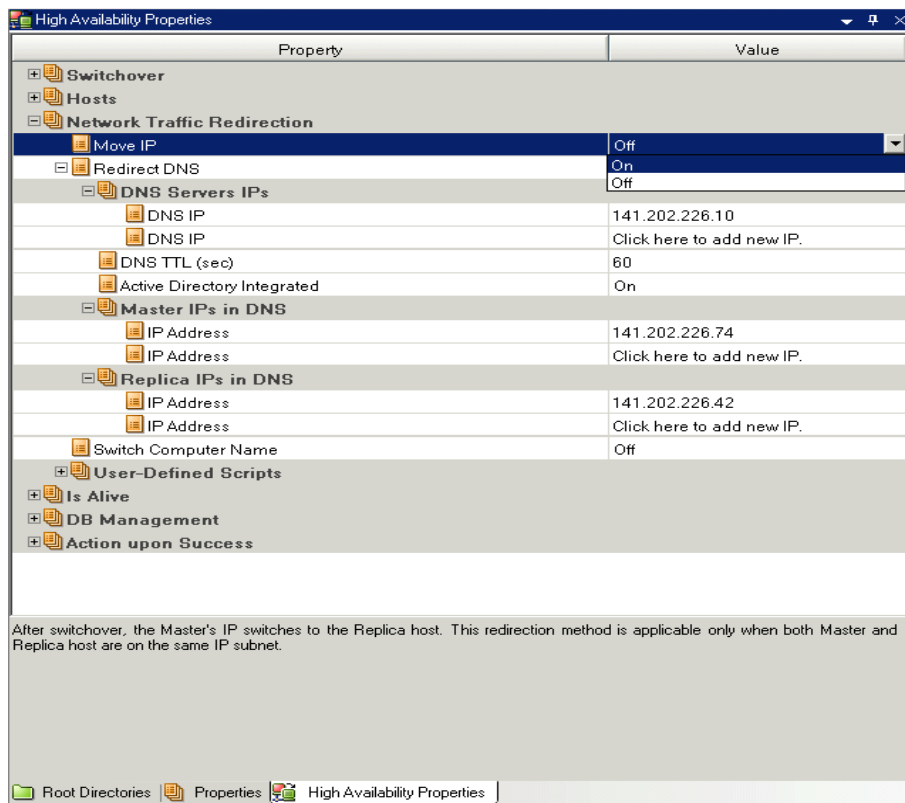 High Availability Properties
Property Value
Switchover
Hosts
Network Traffic Redirection
Move IP Off
On
Redirect DNS
Off
DNS Servers IPs
DNS IP 141.202.226.10
DNS IP Click here to add new IP.
DNS TTL (sec) 60
Active Directory Integrated On
Master IPs in DNS
IP Address 141.202.226.74
IP Address Click here to add new IP.
Replica IPs in DNS
IP Address 141.202.226.42
IP Address Click here to add new IP.
Switch Computer Name Off
User-Defined Scripts
Is Alive
DB Management
Action upon Success
After switchover, the Master's IP switches to the Replica host. This redirection method is applicable only when both Master and
Replica host are on the same IP subnet.
Root Directories Properties High Availability Properties